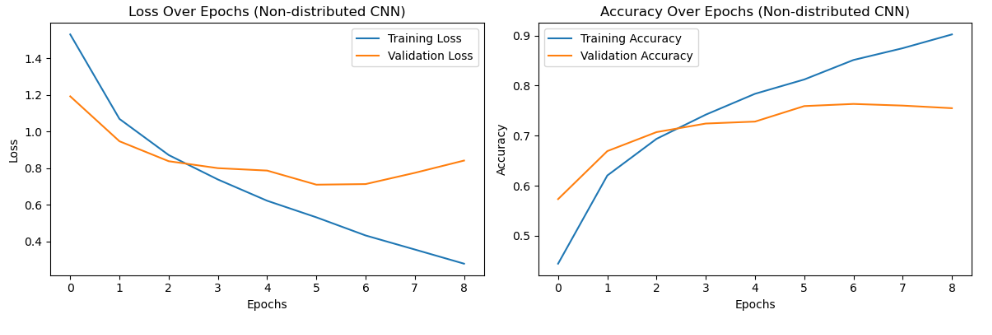 Loss Over Epochs (Non-distributed CNN)
Training Loss
Validation Loss
1.4
1.2
1.0
0.8
0.6
0.4
Loss
0 1 2 3 4 5 6 7 8
Epochs
Accuracy Over Epochs (Non-distributed CNN)
Training Accuracy
Validation Accuracy
0.9
0.8
0.7
0.6
0.5
Accuracy
0 1 2 3 4 5 6 7 8
Epochs